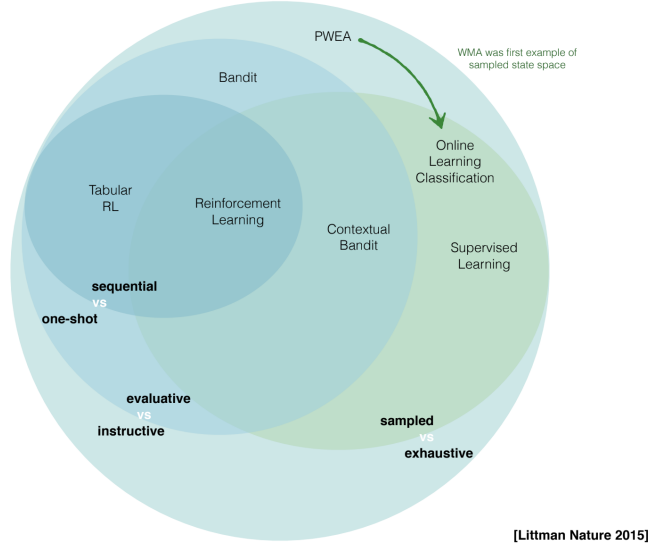 PWEA
WMA was first example of
sampled state space
Bandit
Online
Learning
Classification
Tabular
RL
Reinforcement
Learning
Contextual
Bandit
Supervised
Learning
sequential
vs
one-shot
evaluative
vs
instructive
sampled
vs
exhaustive
[Littman Nature 2015]